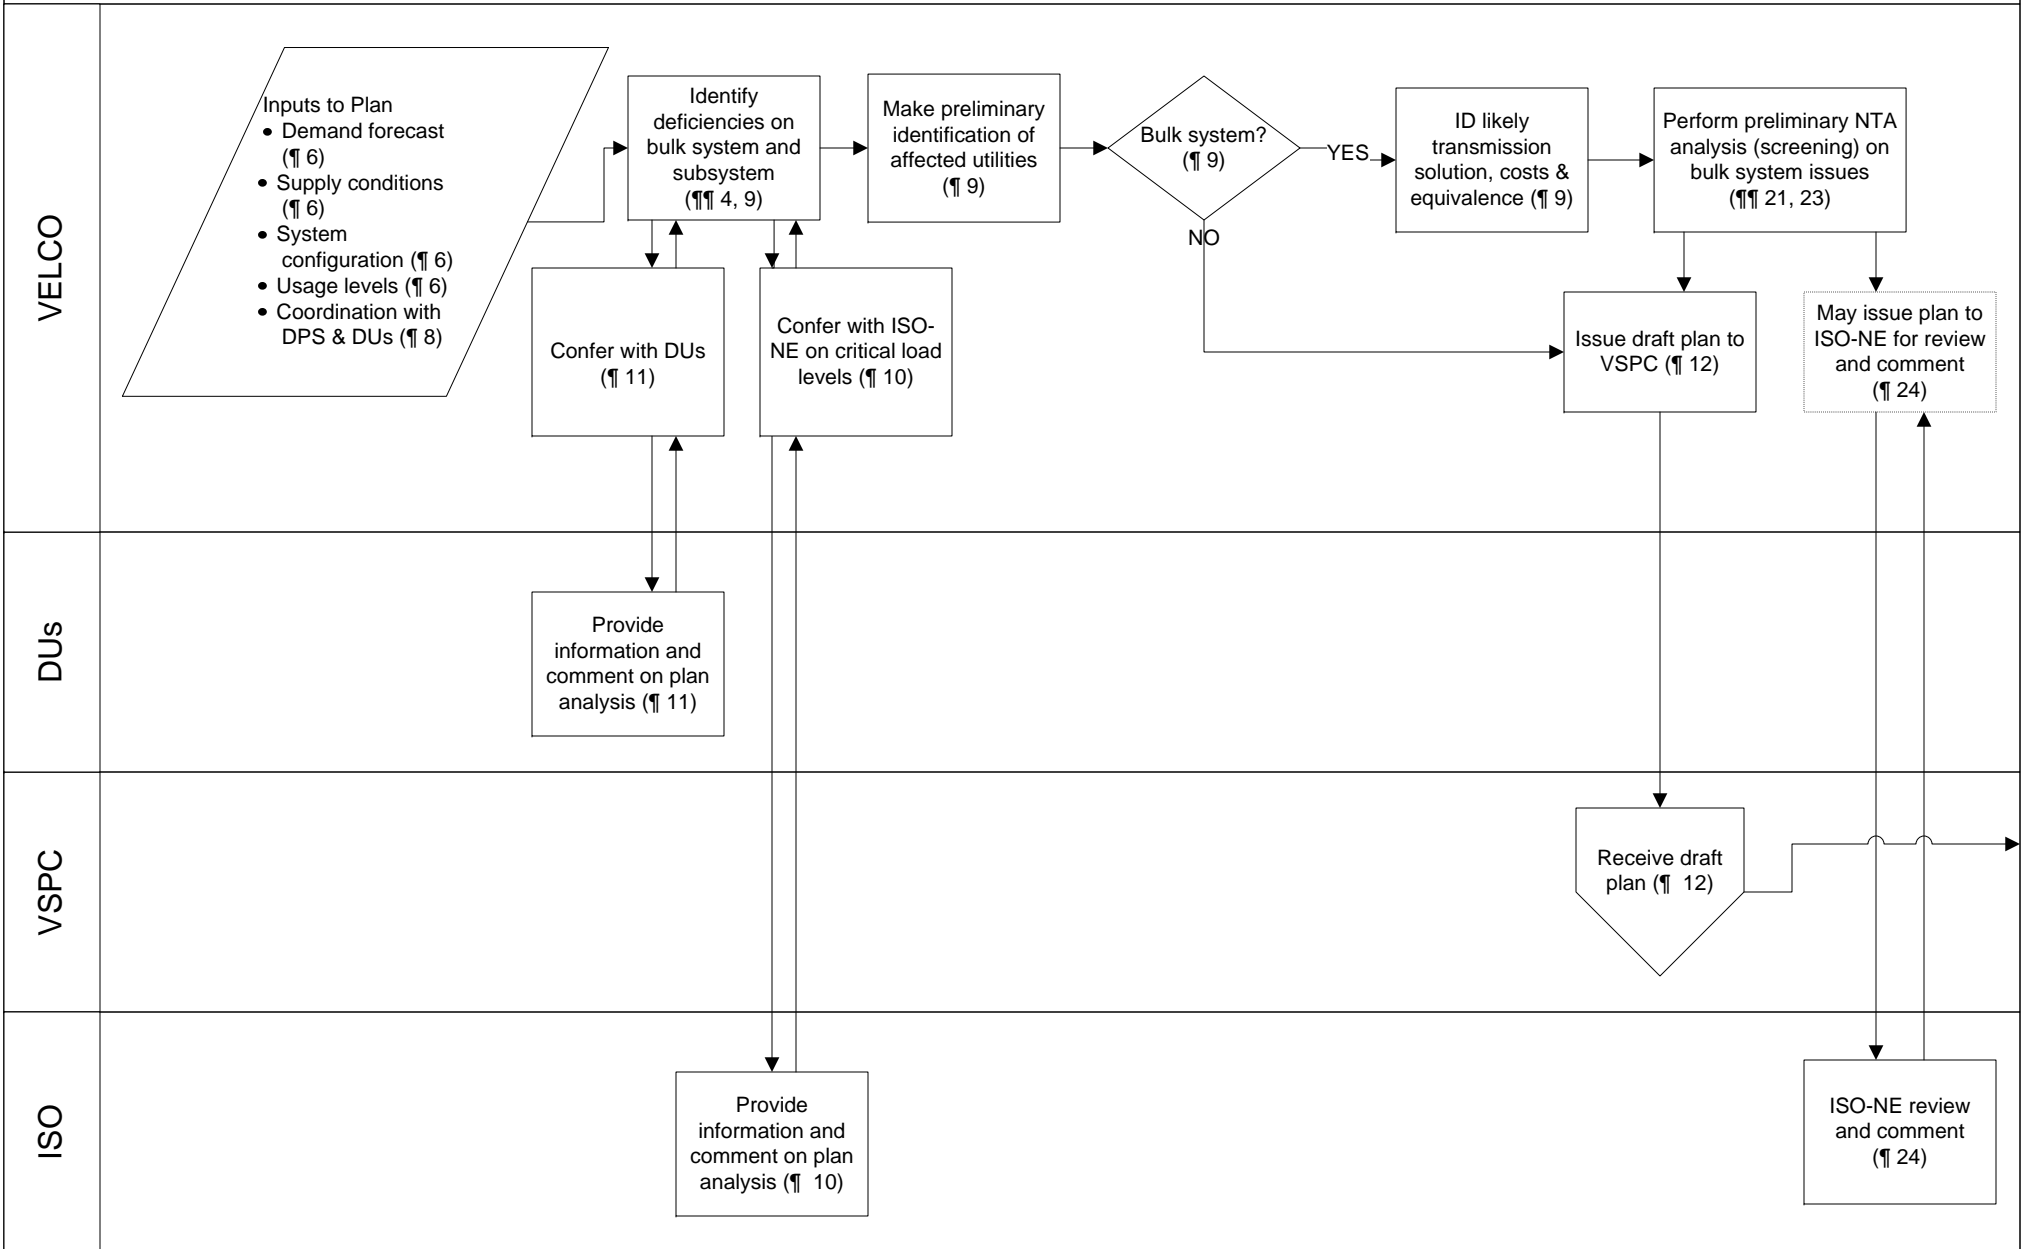 VELCO
Inputs to Plan
• Demand forecast
(¶ 6)
• Supply conditions
(¶ 6)
• System
configuration (¶ 6)
• Usage levels (¶ 6)
• Coordination with
DPS & DUs (¶ 8)
Identify
deficiencies on
bulk system and
subsystem
(¶¶ 4, 9)
Make preliminary
identification of
affected utilities
(¶ 9)
Bulk system?
(¶ 9)
YES
NO
ID likely
transmission
solution, costs &
equivalence (¶ 9)
Perform preliminary NTA
analysis (screening) on
bulk system issues
(¶¶ 21, 23)
Confer with DUs
(¶ 11)
Confer with ISO-
NE on critical load
levels (¶ 10)
Issue draft plan to
VSPC (¶ 12)
May issue plan to
ISO-NE for review
and comment
(¶ 24)
DUs
Provide
information and
comment on plan
analysis (¶ 11)
VSPC
Receive draft
plan (¶ 12)
ISO
Provide
information and
comment on plan
analysis (¶ 10)
ISO-NE review
and comment
(¶ 24)